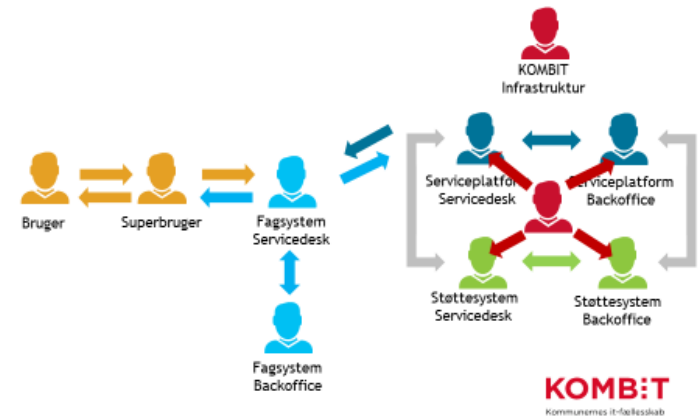 KOMBIT
Infrastruktur
Serviceplatform
Servicedesk
Serviceplatform
Backoffice
Bruger
Superbruger
Fagsystem
Servicedesk
Støttesystem
Servicedesk
Støttesystem
Backoffice
Fagsystem
Backoffice
KOMBIT
Kommunernes it-fællesskab